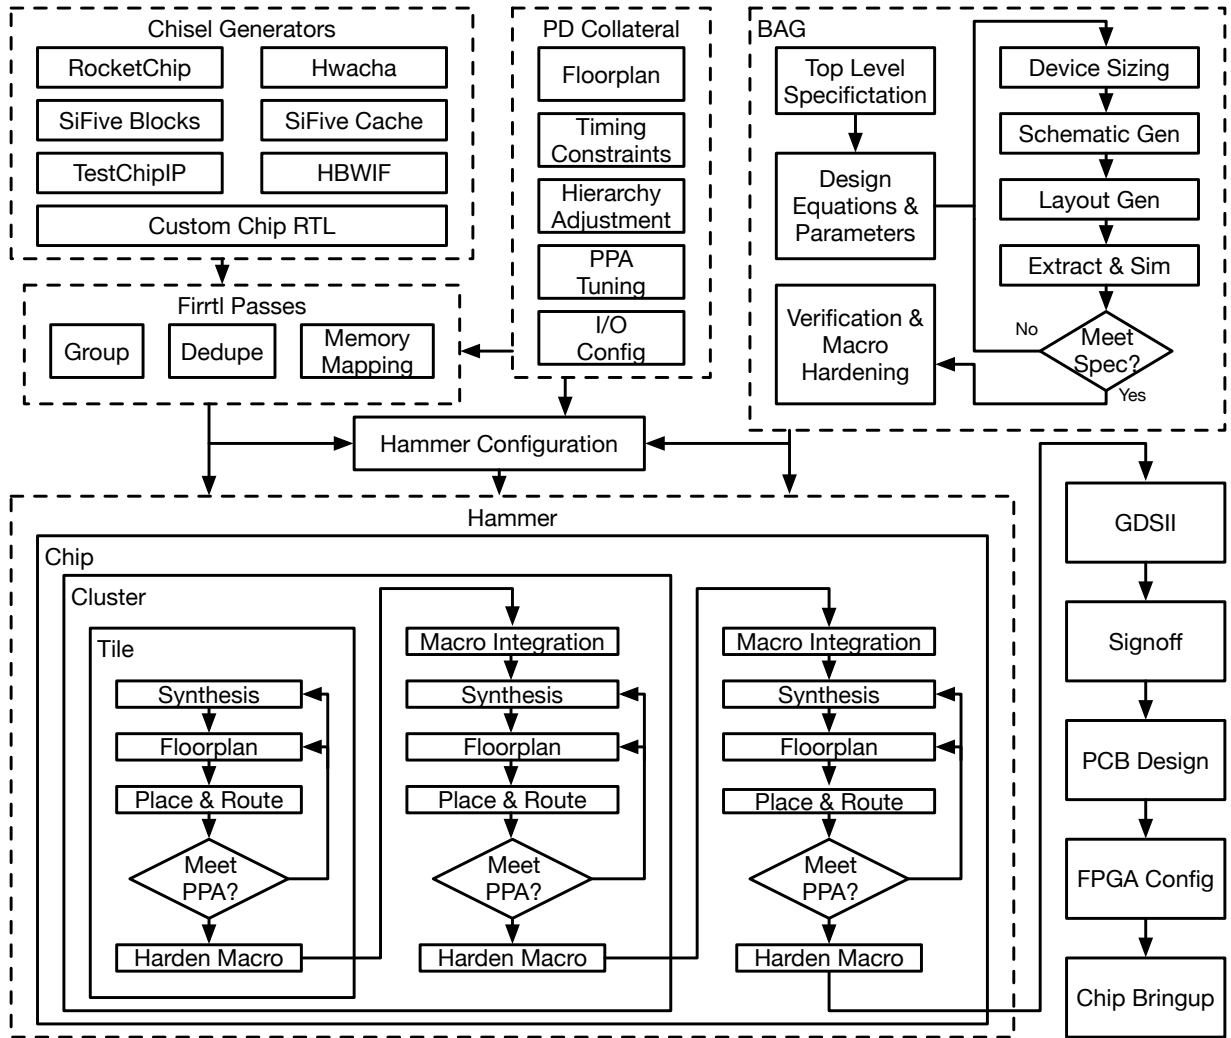 Chisel Generators
RocketChip
Hwacha
SiFive Blocks
SiFive Cache
TestChipIP
HBWIF
Custom Chip RTL
Firrtl Passes
Group
Dedupe
Memory
Mapping
PD Collateral
Floorplan
Timing
Constraints
Hierarchy
Adjustment
PPA
Tuning
I/O
Config
BAG
Top Level
Specifictation
Design
Equations &
Parameters
Verification &
Macro
Hardening
Device Sizing
Schematic Gen
Layout Gen
Extract & Sim
Meet
Spec?
No
Yes
Hammer Configuration
Hammer
Chip
Cluster
Tile
Synthesis
Floorplan
Place & Route
Meet
PPA?
Harden Macro
Macro Integration
Synthesis
Floorplan
Place & Route
Meet
PPA?
Harden Macro
Macro Integration
Synthesis
Floorplan
Place & Route
Meet
PPA?
Harden Macro
GDSII
Signoff
PCB Design
FPGA Config
Chip Bringup